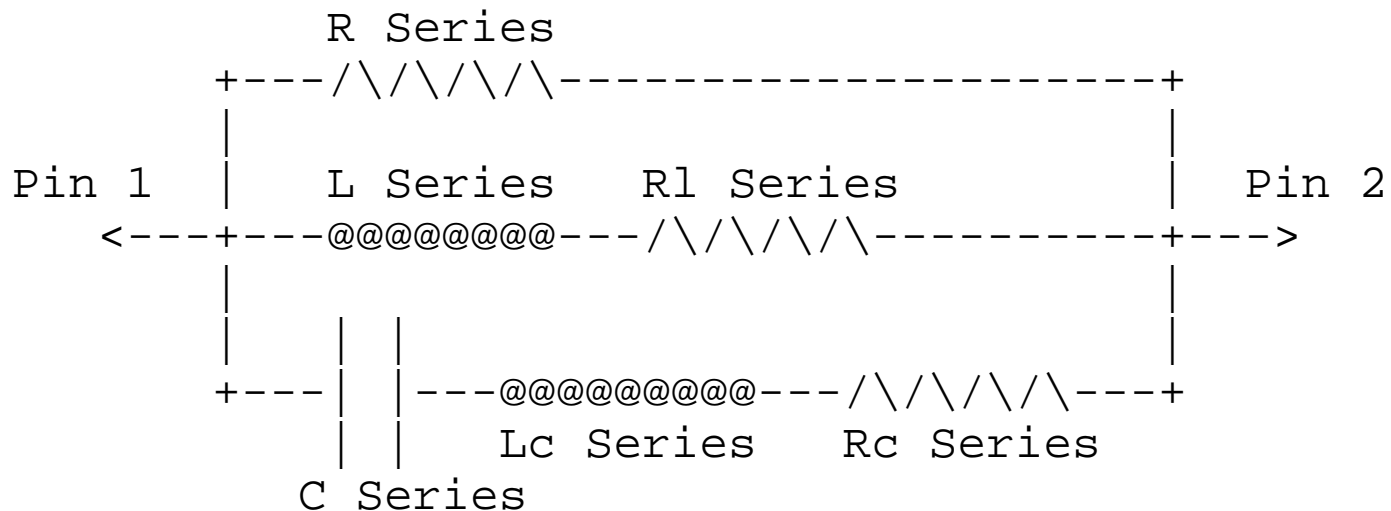 R Series
+---/\/\/\/\---------------------+
| |
Pin 1 | L Series Rl Series | Pin 2
<---+---@@@@@@@@---/\/\/\/\----------+--->
| |
| | | |
+---| |---@@@@@@@@@---/\/\/\/\---+
| | Lc Series Rc Series
C Series